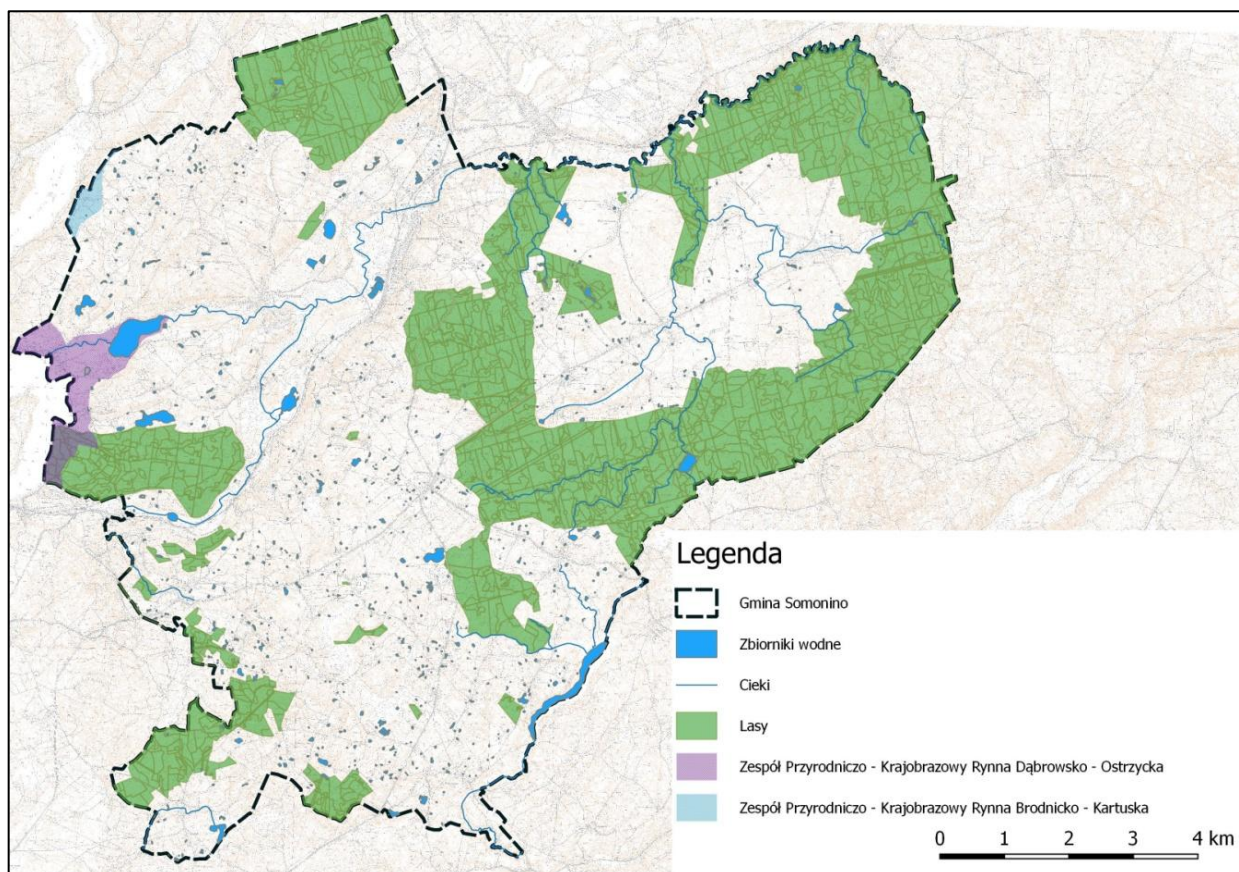 Legenda
Gmina Somonino
Zbiorniki wodne
Cieki
Lasy
Zespół Przyrodniczo - Krajobrazowy Rynna Dąbrowsko - Ostrzycka
Zespół Przyrodniczo - Krajobrazowy Rynna Brodnicko - Kartuska
0 1 2 3 4 km